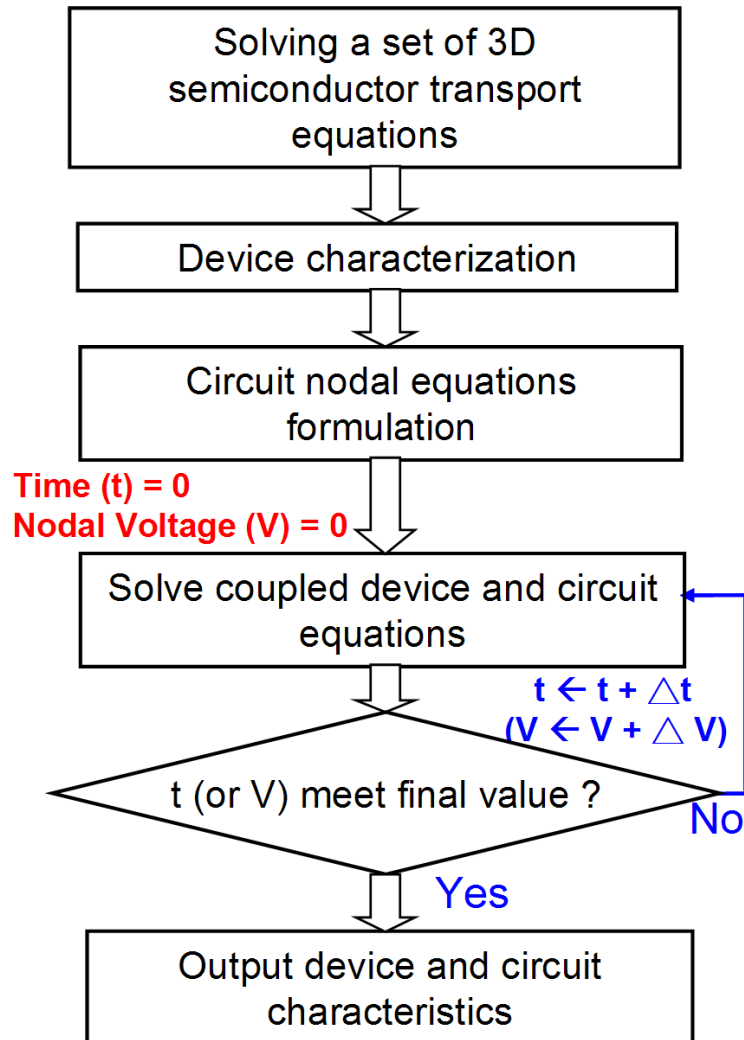 Solving a set of 3D
semiconductor transport
equations
Device characterization
Circuit nodal equations
formulation
Time (t) = 0
Nodal Voltage (V) = 0
Solve coupled device and circuit
equations
t ← t + △t
(V ← V + △ V)
t (or V) meet final value ?
No
Yes
Output device and circuit
characteristics